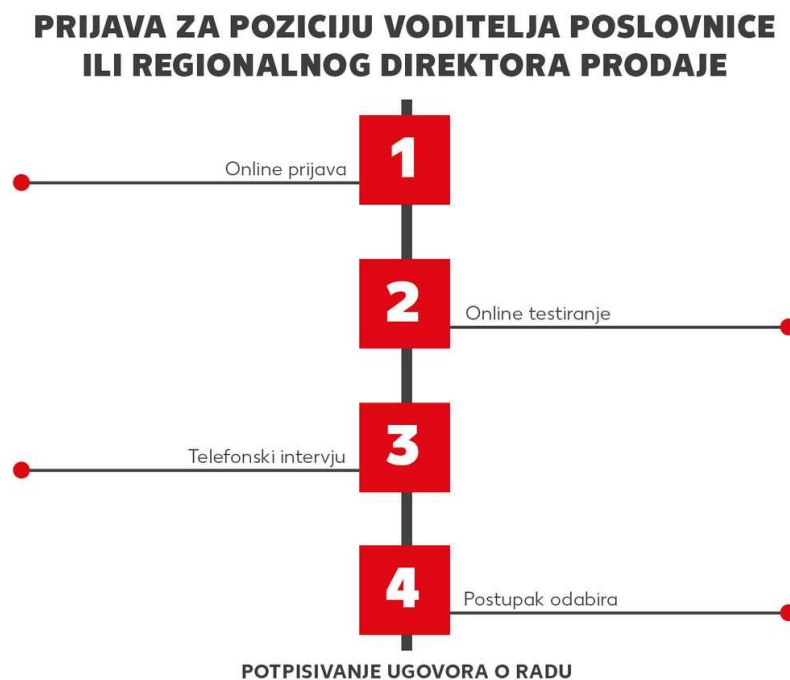 PRIJAVA ZA POZICIJU VODITELJA POSLOVNICE
ILI REGIONALNOG DIREKTORA PRODAJE
1
Online prijava
2
Online testiranje
3
Telefonski intervju
4
Postupak odabira
POTPISIVANJE UGOVORA O RADU